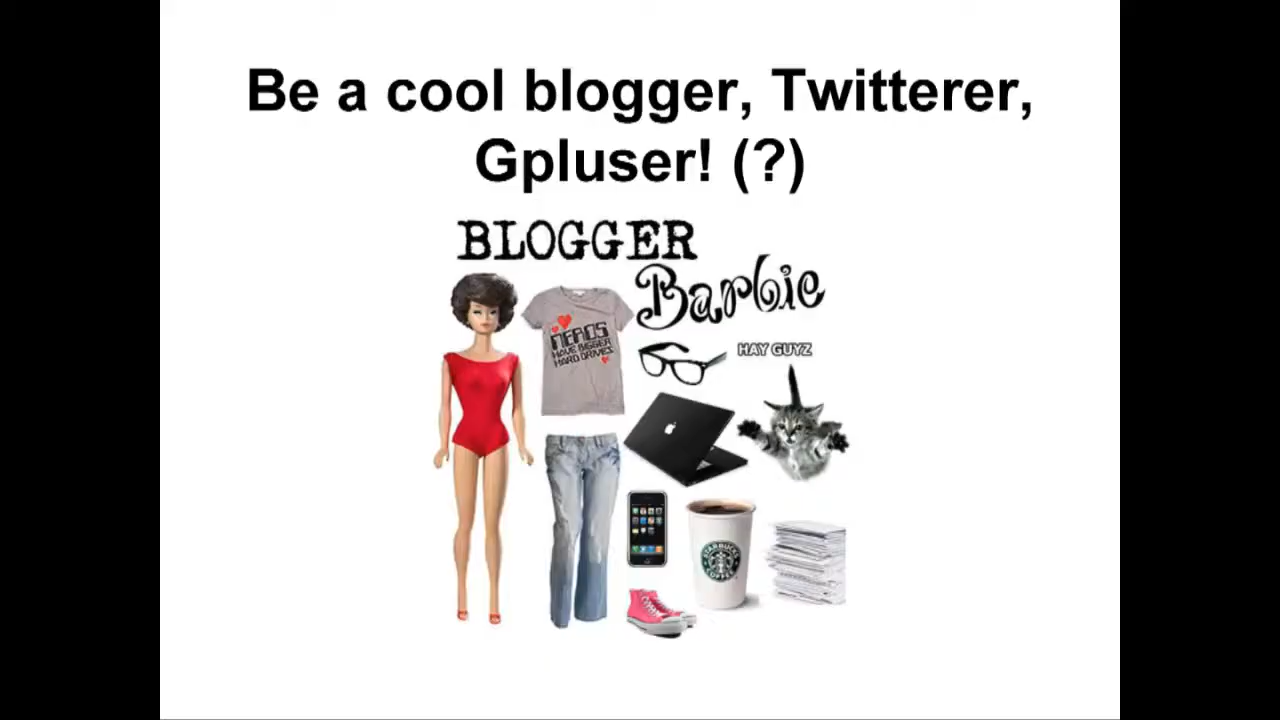 Be a cool blogger, Twitterer,
Gpluser! (?)
BLOGGER
Barbie
NERDS
HAVE BIGGER
HARD DRIVES
HAY GUYZ
STARBUCKS
COFFEE